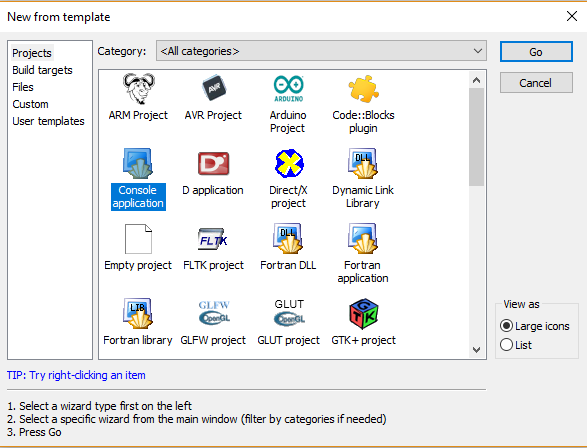 New from template
Projects
Build targets
Files
Custom
User templates
Category:
<All categories>
Go
Cancel
ARM Project
AVR Project
ARDUINO
Arduino
Project
Code::Blocks
plugin
Console
application
D application
Direct/X
project
DLL
Dynamic Link
Library
Empty project
FLTK
FLTK project
DLL
Fortran DLL
Fortran
application
LIB
Fortran library
GLFW
OpenGL
GLFW project
GLUT
OpenGL
GLUT project
GTK
GTK+ project
View as
Large icons
List
TIP: Try right-clicking an item
1. Select a wizard type first on the left
2. Select a specific wizard from the main window (filter by categories if needed)
3. Press Go